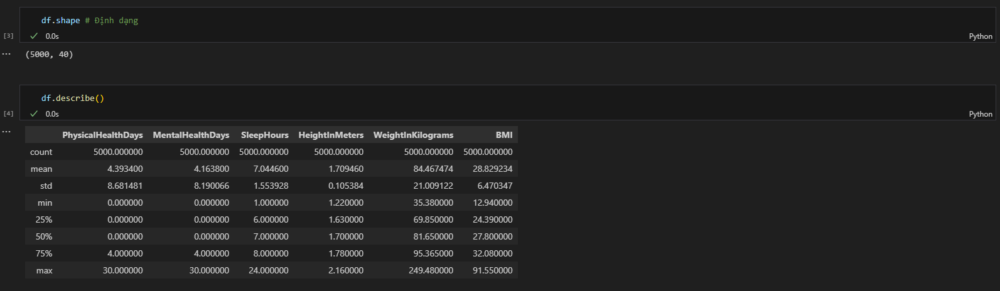 df.shape # Định dạng
[3] 0.0s Python
(5000, 40)
df.describe()
[4] 0.0s Python
PhysicalHealthDays MentalHealthDays SleepHours HeightInMeters WeightInKilograms BMI
count 5000.000000 5000.000000 5000.000000 5000.000000 5000.000000 5000.000000
mean 4.393400 4.163800 7.044600 1.709460 84.467474 28.829234
std 8.681481 8.190066 1.553928 0.105384 21.009122 6.470347
min 0.000000 0.000000 1.000000 1.220000 35.380000 12.940000
25% 0.000000 0.000000 6.000000 1.630000 69.850000 24.390000
50% 0.000000 0.000000 7.000000 1.700000 81.650000 27.800000
75% 4.000000 4.000000 8.000000 1.780000 95.365000 32.080000
max 30.000000 30.000000 24.000000 2.160000 249.480000 91.550000